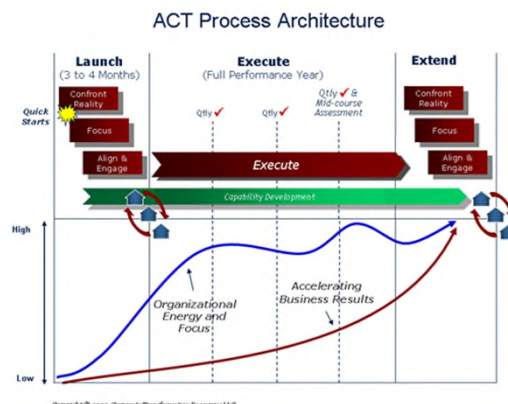 ACT Process Architecture
Launch
(3 to 4 Months)
Execute
(Full Performance Year)
Extend
Quick
Starts
Confront
Reality
Focus
Align &
Engage
Qtly
Qtly
Qtly &
Mid-course
Assessment
Confront
Reality
Focus
Align &
Engage
Execute
Capability Development
High
Low
Organizational
Energy and
Focus
Accelerating
Business Results